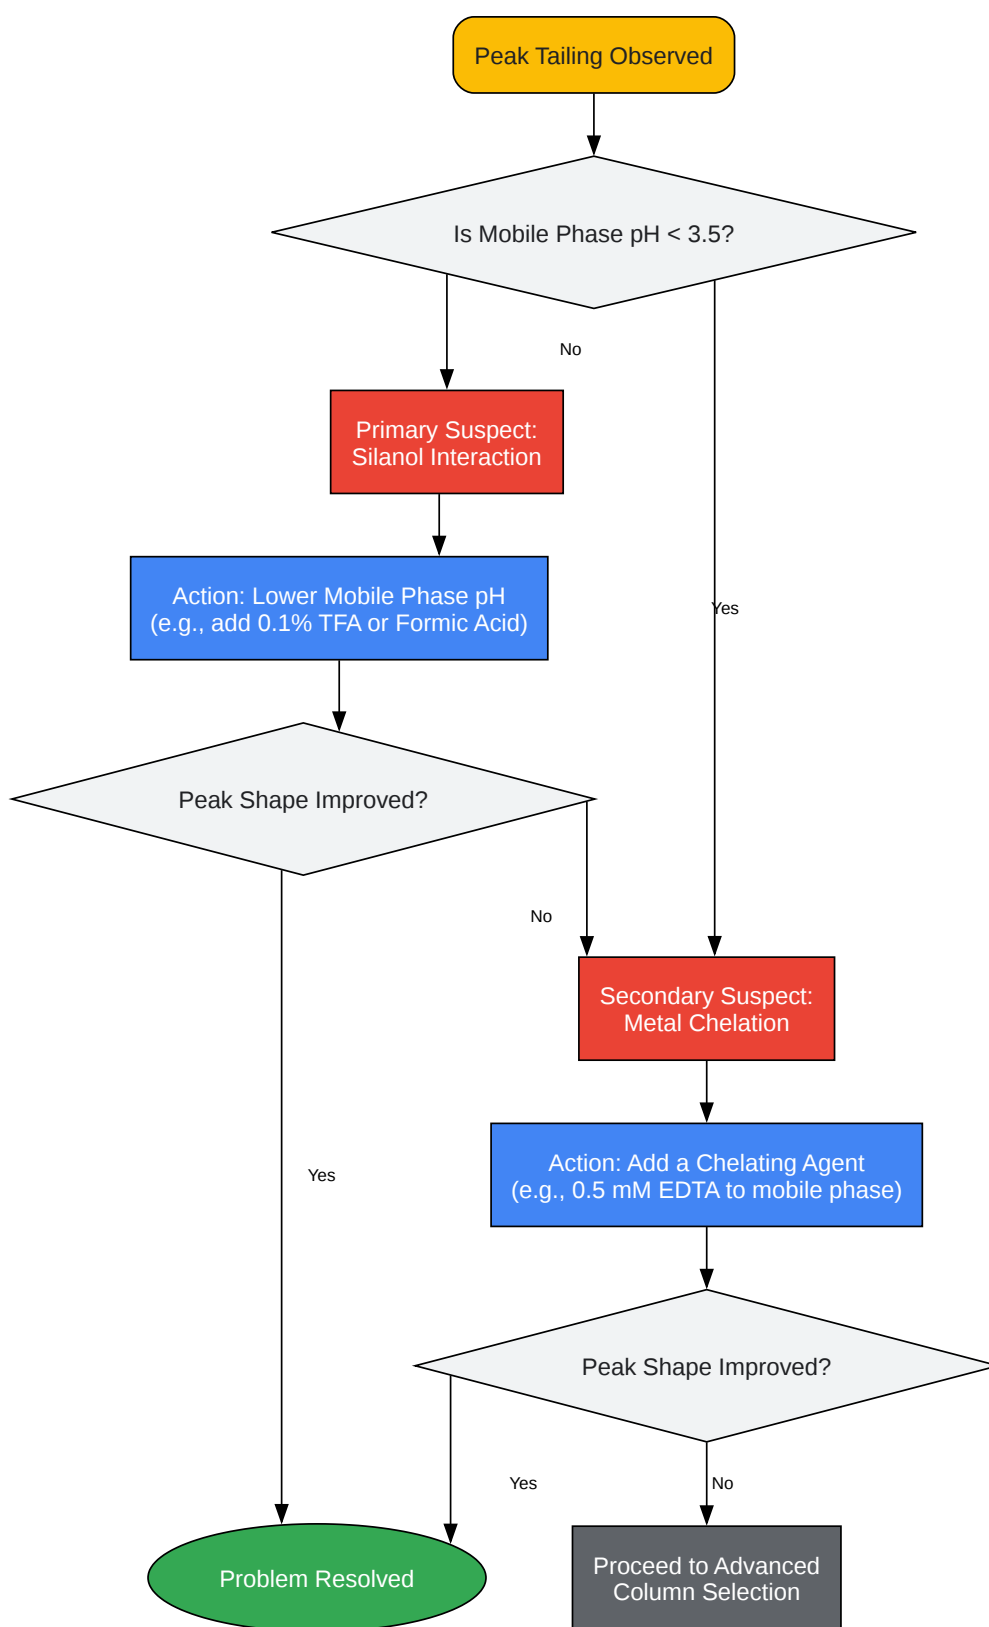 Peak Tailing Observed
Is Mobile Phase pH < 3.5?
No
Primary Suspect:
Silanol Interaction
Action: Lower Mobile Phase pH
(e.g., add 0.1% TFA or Formic Acid)
Yes
Peak Shape Improved?
No
Secondary Suspect:
Metal Chelation
Action: Add a Chelating Agent
(e.g., 0.5 mM EDTA to mobile phase)
Yes
Peak Shape Improved?
Yes
No
Problem Resolved
Proceed to Advanced
Column Selection